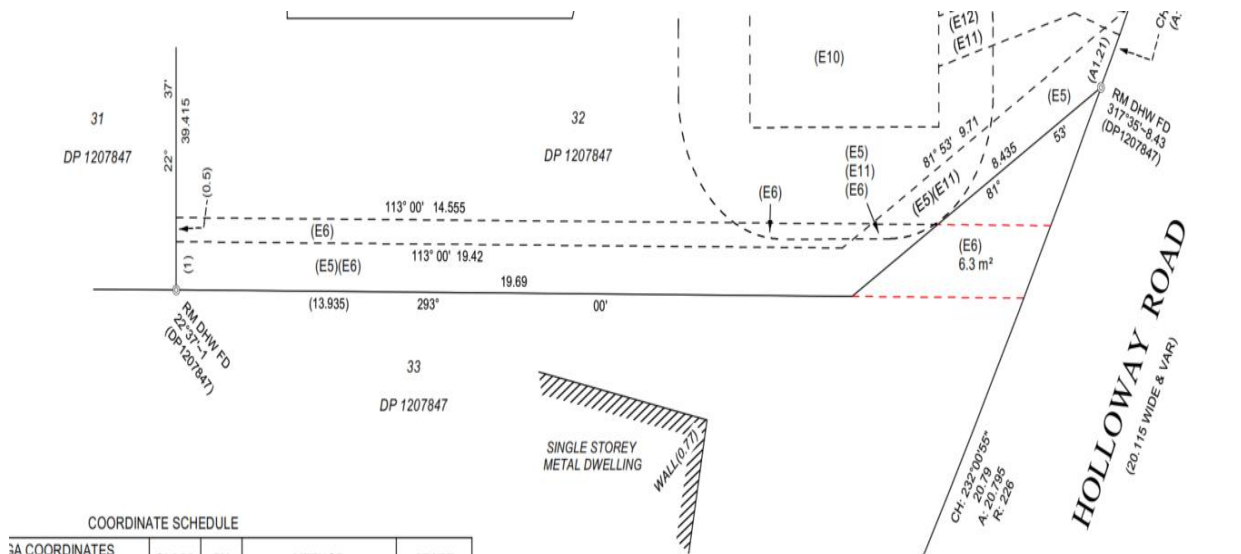 31
DP 1207847
22° 37'
39.415
(0.5)
(1)
32
DP 1207847
(E10)
(E12)
(E11)
(A1.21)
(E5)
RM DHW FD
317°35'~8.43
(DP1207847)
81° 53' 9.71
8.435
81° 53'
(E5)(E11)
(E5)
(E11)
(E6)
(E6)
113° 00' 14.555
(E6)
113° 00' 19.42
(E5)(E6)
19.69
(13.935) 293° 00'
(E6)
6.3 m²
RM DHW FD
22°37'~1
(DP1207847)
33
DP 1207847
SINGLE STOREY
METAL DWELLING
WALL(0.77)
CH: 232°00'55"
20.79
A: 20.795
R: 226
HOLLOWAY ROAD
(20.115 WIDE & VAR)
COORDINATE SCHEDULE
GA COORDINATES